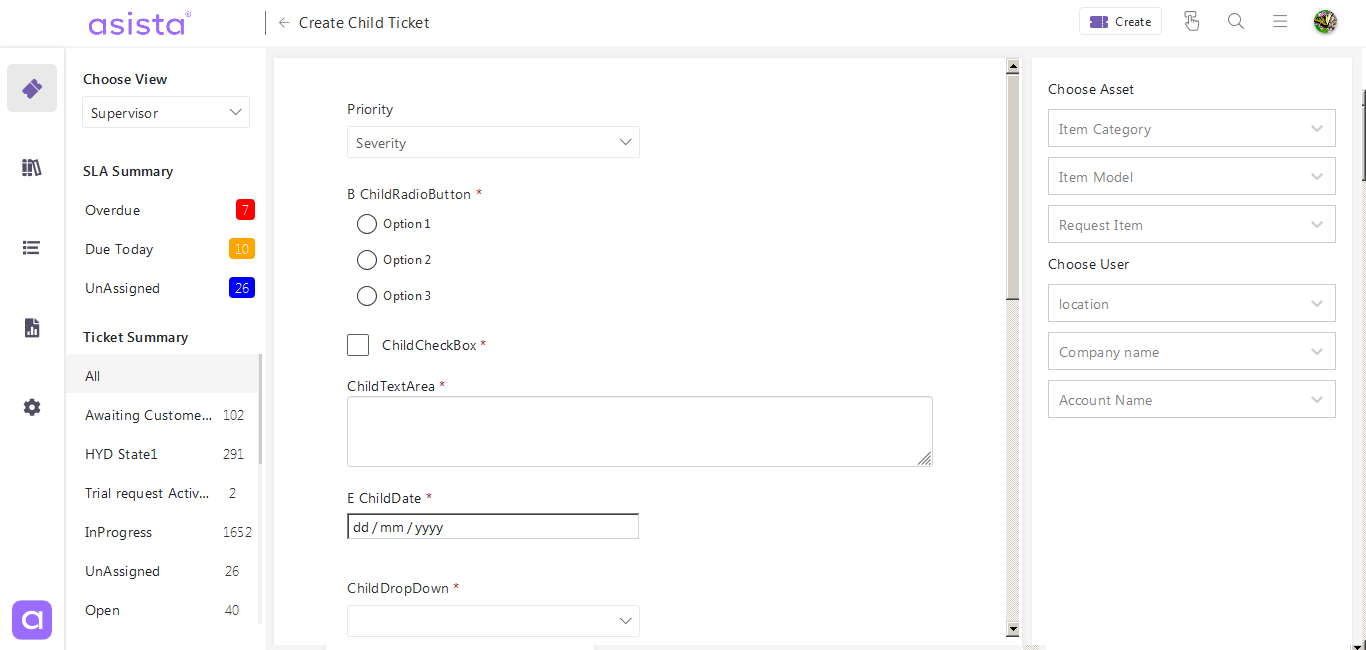 asista®
Create Child Ticket
Create
Choose View
Supervisor
SLA Summary
Overdue 7
Due Today 10
UnAssigned 26
Ticket Summary
All
Awaiting Custome... 102
HYD State1 291
Trial request Activ... 2
InProgress 1652
UnAssigned 26
Open 40
a
Priority
Severity
B ChildRadioButton *
Option 1
Option 2
Option 3
ChildCheckBox *
ChildTextArea *
E ChildDate *
dd / mm / yyyy
ChildDropDown *
Choose Asset
Item Category
Item Model
Request Item
Choose User
location
Company name
Account Name